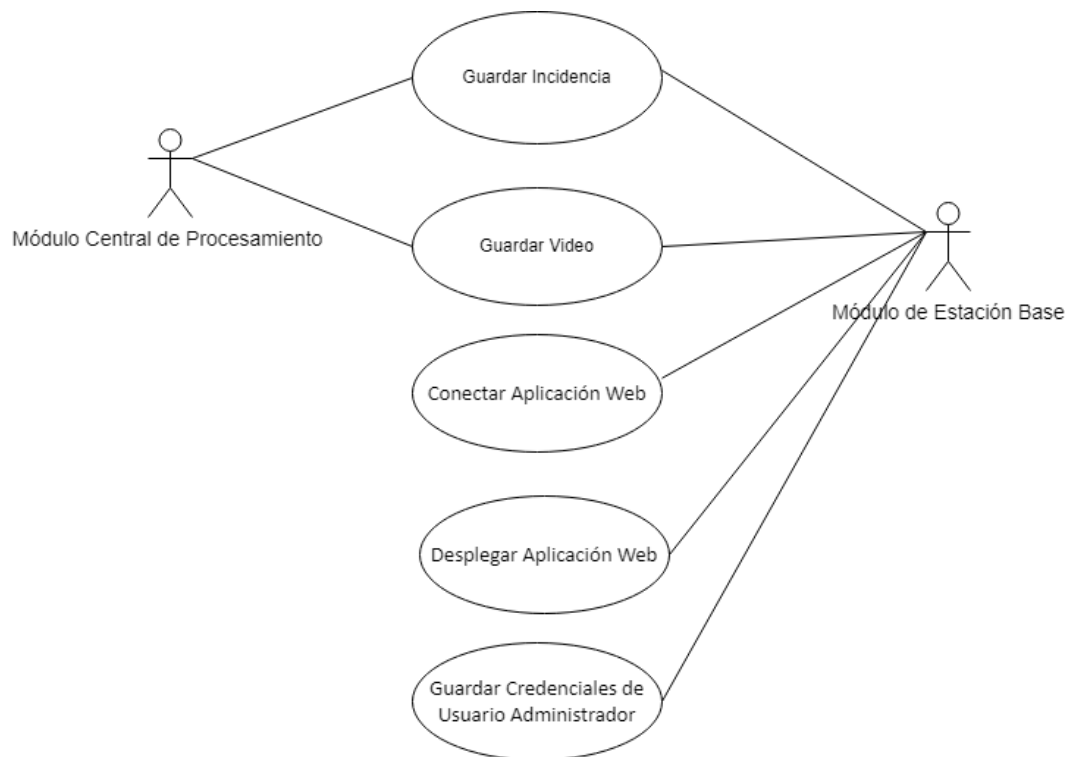 Guardar Incidencia
Módulo Central de Procesamiento
Guardar Video
Módulo de Estación Base
Conectar Aplicación Web
Desplegar Aplicación Web
Guardar Credenciales de
Usuario Administrador